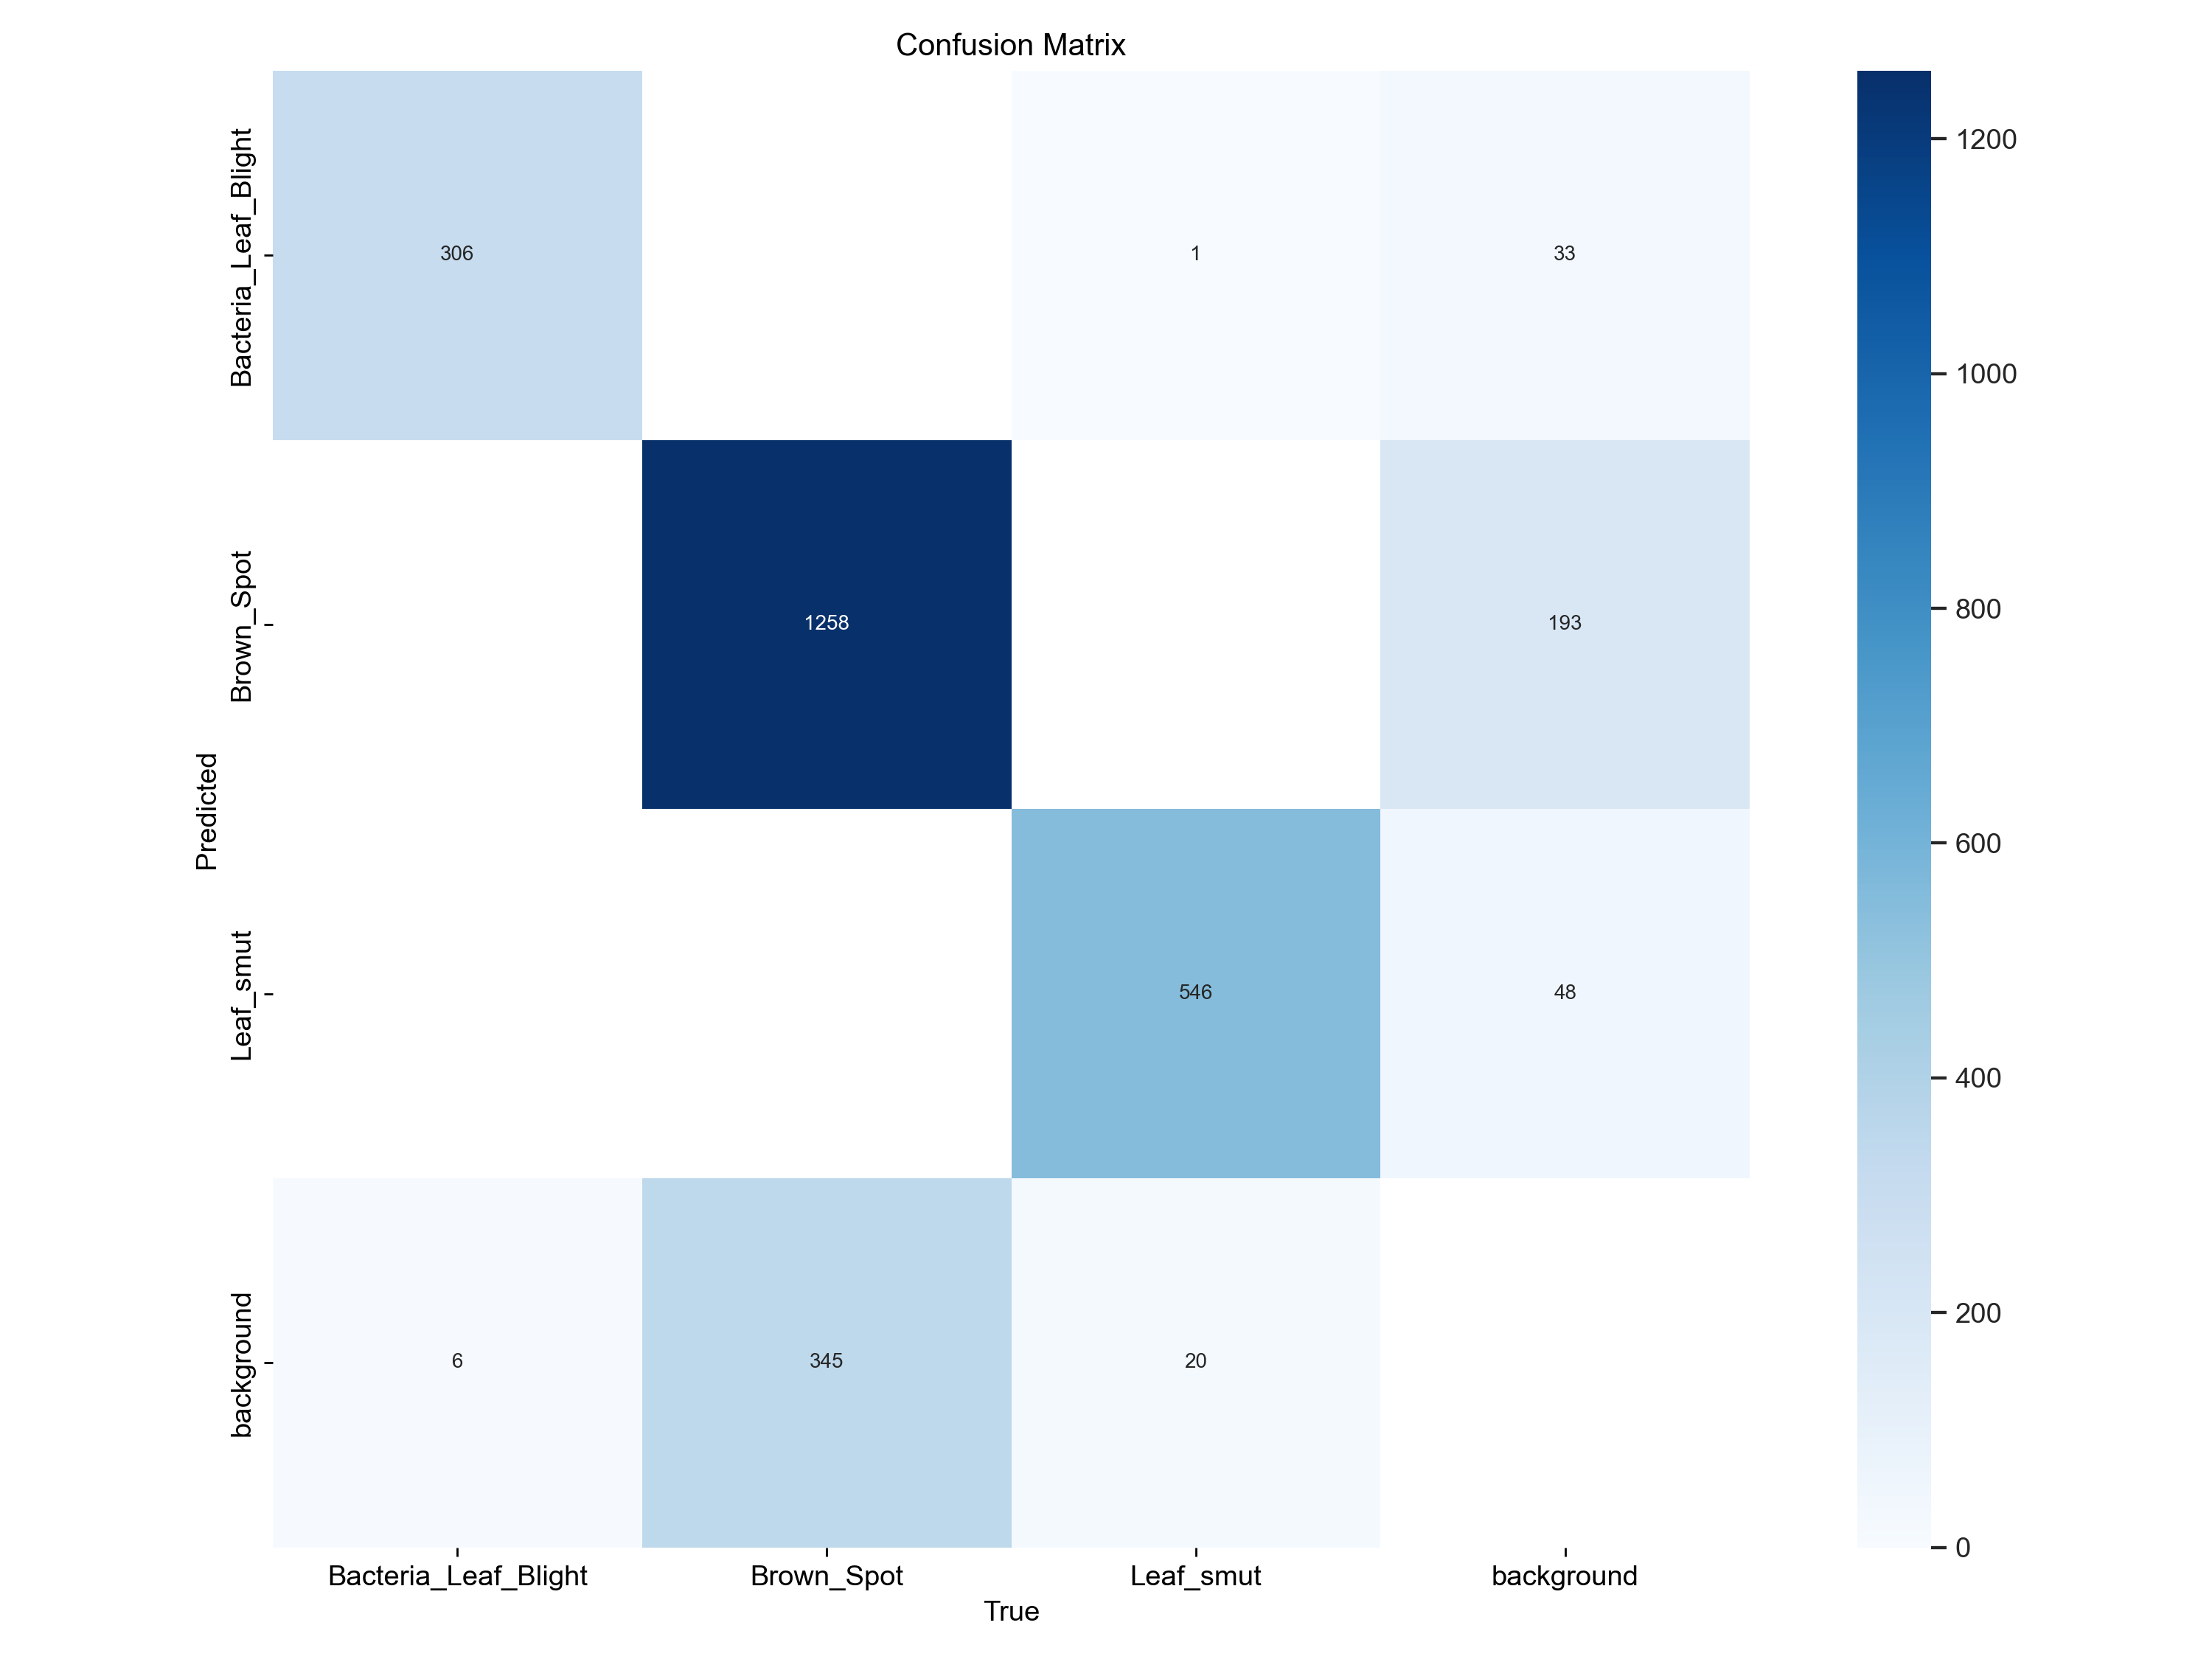 Confusion Matrix
Predicted
Bacteria_Leaf_Blight
306
1
33
Brown_Spot
1258
193
Leaf_smut
546
48
background
6
345
20
Bacteria_Leaf_Blight
Brown_Spot
Leaf_smut
background
True
1200
1000
800
600
400
200
0